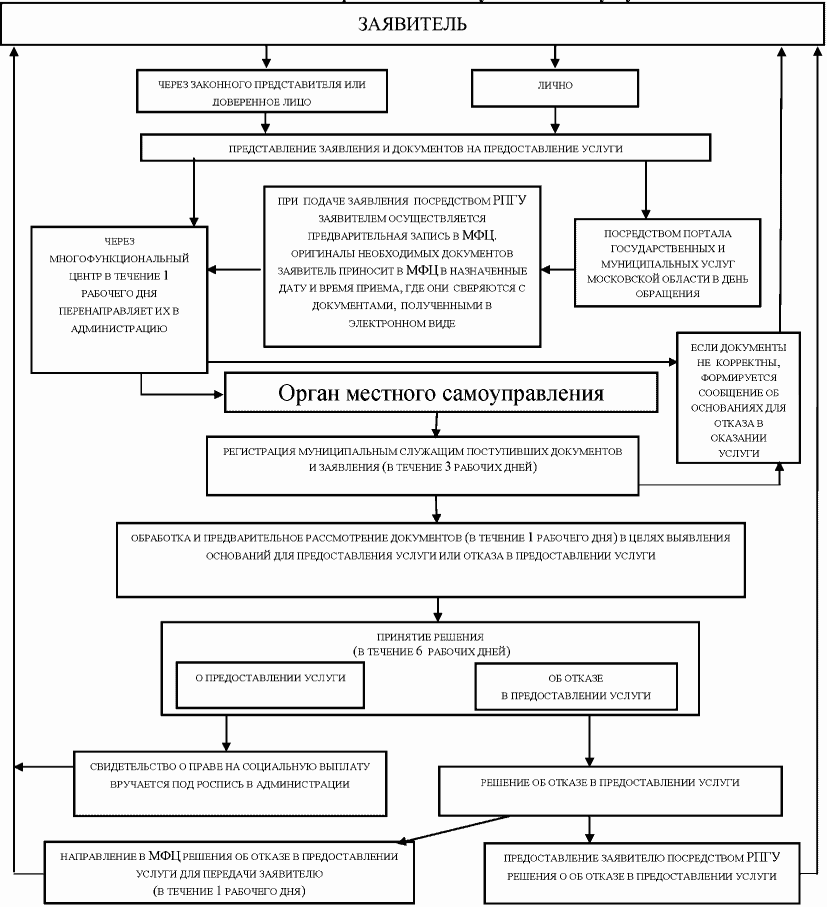 ЗАЯВИТЕЛЬ
ЧЕРЕЗ ЗАКОННОГО ПРЕДСТАВИТЕЛЯ ИЛИ
ДОВЕРЕННОЕ ЛИЦО
ЛИЧНО
ПРЕДСТАВЛЕНИЕ ЗАЯВЛЕНИЯ И ДОКУМЕНТОВ НА ПРЕДОСТАВЛЕНИЕ УСЛУГИ
ЧЕРЕЗ
МНОГОФУНКЦИОНАЛЬНЫЙ
ЦЕНТР В ТЕЧЕНИЕ 1
РАБОЧЕГО ДНЯ
ПЕРЕНАПРАВЛЯЕТ ИХ В
АДМИНИСТРАЦИЮ
ПРИ ПОДАЧЕ ЗАЯВЛЕНИЯ ПОСРЕДСТВОМ РПГУ
ЗАЯВИТЕЛЕМ ОСУЩЕСТВЛЯЕТСЯ
ПРЕДВАРИТЕЛЬНАЯ ЗАПИСЬ В МФЦ.
ОРИГИНАЛЫ НЕОБХОДИМЫХ ДОКУМЕНТОВ
ЗАЯВИТЕЛЬ ПРИНОСИТ В МФЦ В НАЗНАЧЕННЫЕ
ДАТУ И ВРЕМЯ ПРИЕМА, ГДЕ ОНИ СВЕРЯЮТСЯ С
ДОКУМЕНТАМИ, ПОЛУЧЕННЫМИ В
ЭЛЕКТРОННОМ ВИДЕ
ПОСРЕДСТВОМ ПОРТАЛА
ГОСУДАРСТВЕННЫХ И
МУНИЦИПАЛЬНЫХ УСЛУГ
МОСКОВСКОЙ ОБЛАСТИ В ДЕНЬ
ОБРАЩЕНИЯ
ЕСЛИ ДОКУМЕНТЫ
НЕ КОРРЕКТНЫ,
ФОРМИРУЕТСЯ
СООБЩЕНИЕ ОБ
ОСНОВАНИЯХ ДЛЯ
ОТКАЗА В
ОКАЗАНИИ
УСЛУГИ
Орган местного самоуправления
РЕГИСТРАЦИЯ МУНИЦИПАЛЬНЫМ СЛУЖАЩИМ ПОСТУПИВШИХ ДОКУМЕНТОВ
И ЗАЯВЛЕНИЯ (В ТЕЧЕНИЕ 3 РАБОЧИХ ДНЕЙ)
ОБРАБОТКА И ПРЕДВАРИТЕЛЬНОЕ РАССМОТРЕНИЕ ДОКУМЕНТОВ (В ТЕЧЕНИЕ 1 РАБОЧЕГО ДНЯ) В ЦЕЛЯХ ВЫЯВЛЕНИЯ
ОСНОВАНИЙ ДЛЯ ПРЕДОСТАВЛЕНИЯ УСЛУГИ ИЛИ ОТКАЗА В ПРЕДОСТАВЛЕНИИ УСЛУГИ
ПРИНЯТИЕ РЕШЕНИЯ
(В ТЕЧЕНИЕ 6 РАБОЧИХ ДНЕЙ)
О ПРЕДОСТАВЛЕНИИ УСЛУГИ
ОБ ОТКАЗЕ
В ПРЕДОСТАВЛЕНИИ УСЛУГИ
СВИДЕТЕЛЬСТВО О ПРАВЕ НА СОЦИАЛЬНУЮ ВЫПЛАТУ
ВРУЧАЕТСЯ ПОД РОСПИСЬ В АДМИНИСТРАЦИИ
РЕШЕНИЕ ОБ ОТКАЗЕ В ПРЕДОСТАВЛЕНИИ УСЛУГИ
НАПРАВЛЕНИЕ В МФЦ РЕШЕНИЯ ОБ ОТКАЗЕ В ПРЕДОСТАВЛЕНИИ
УСЛУГИ ДЛЯ ПЕРЕДАЧИ ЗАЯВИТЕЛЮ
(В ТЕЧЕНИЕ 1 РАБОЧЕГО ДНЯ)
ПРЕДОСТАВЛЕНИЕ ЗАЯВИТЕЛЮ ПОСРЕДСТВОМ РПГУ
РЕШЕНИЯ О ОБ ОТКАЗЕ В ПРЕДОСТАВЛЕНИИ УСЛУГИ